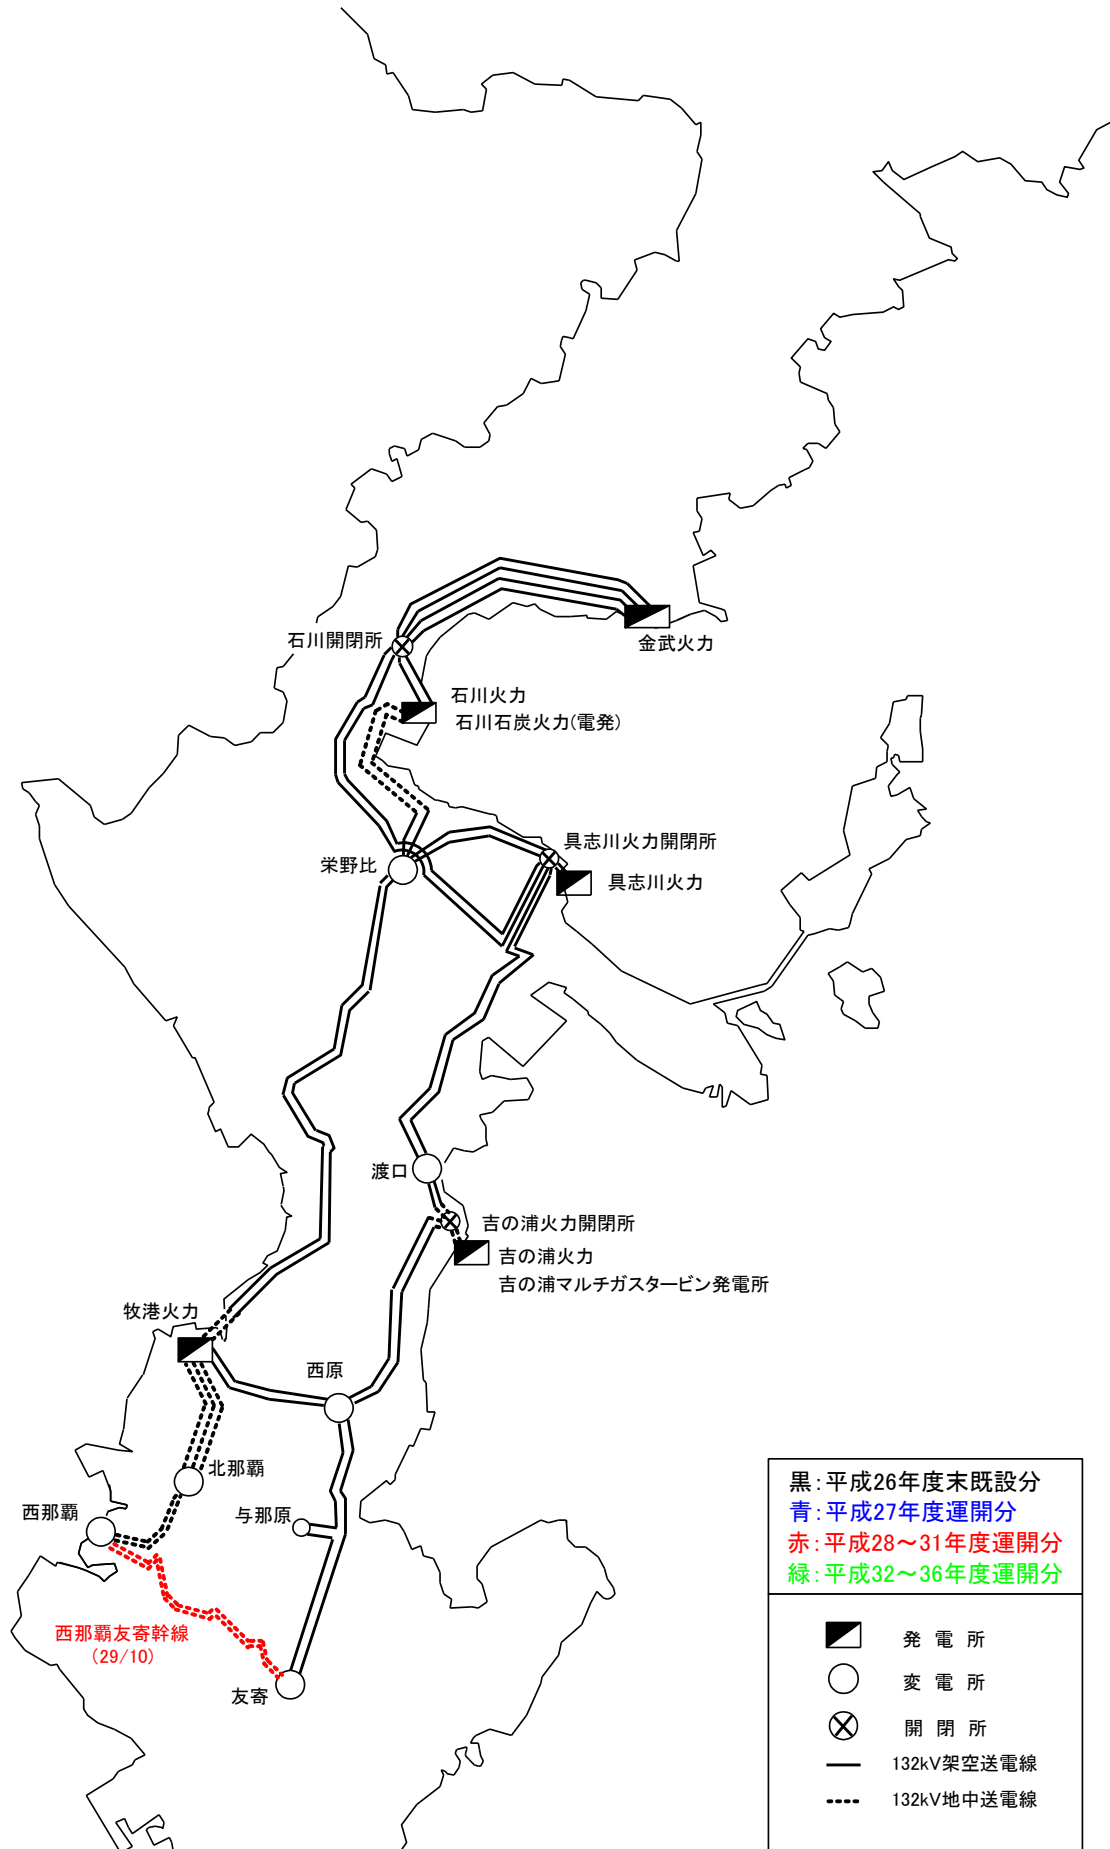 石川開閉所
金武火力
石川火力
石川石炭火力(電発)
具志川火力開閉所
栄野比
具志川火力
渡口
吉の浦火力開閉所
吉の浦火力
吉の浦マルチガスタービン発電所
牧港火力
西原
北那覇
西那覇
与那原
西那覇友寄幹線
(29/10)
友寄
黒:平成26年度末既設分
青:平成27年度運開分
赤:平成28～31年度運開分
緑:平成32～36年度運開分
発 電 所
変 電 所
開 閉 所
132kV架空送電線
132kV地中送電線